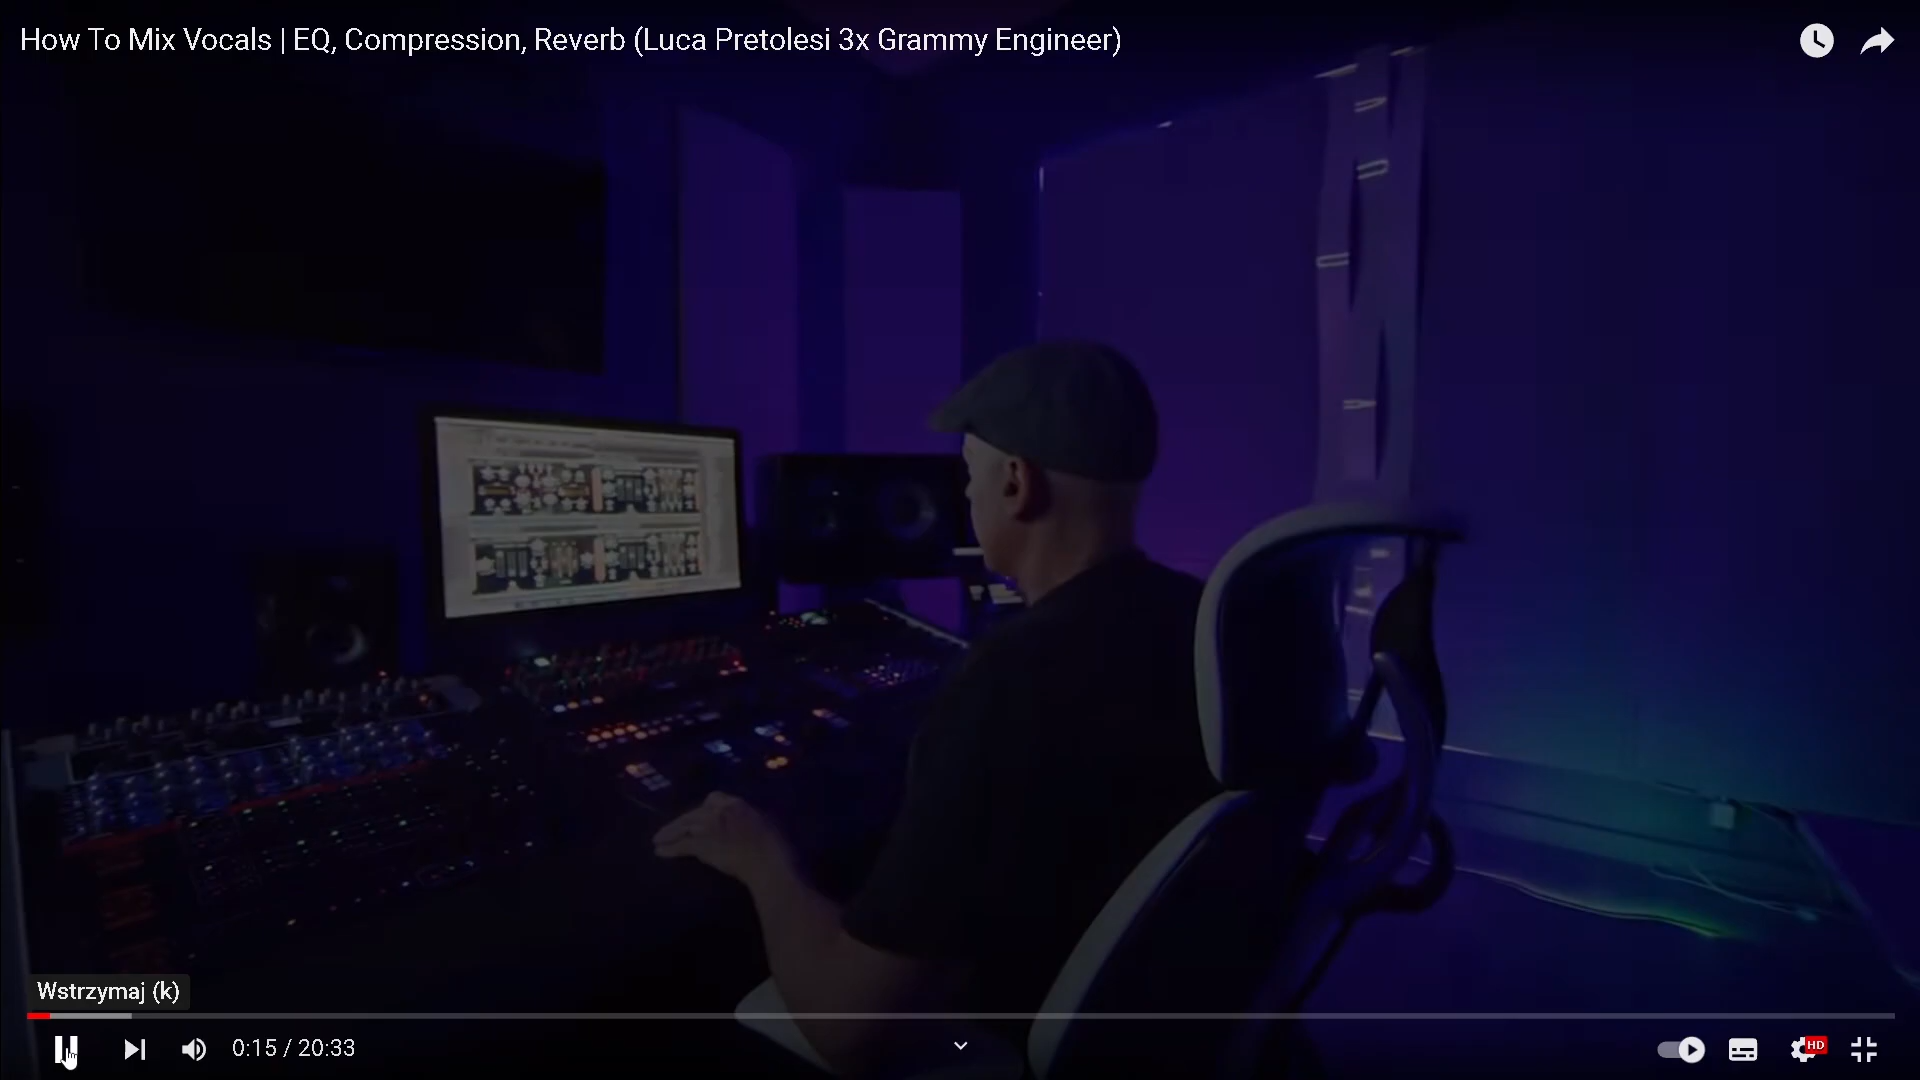 How To Mix Vocals | EQ, Compression, Reverb (Luca Pretolesi 3x Grammy Engineer)
Wstrzymaj (k)
0:15 / 20:33
HD